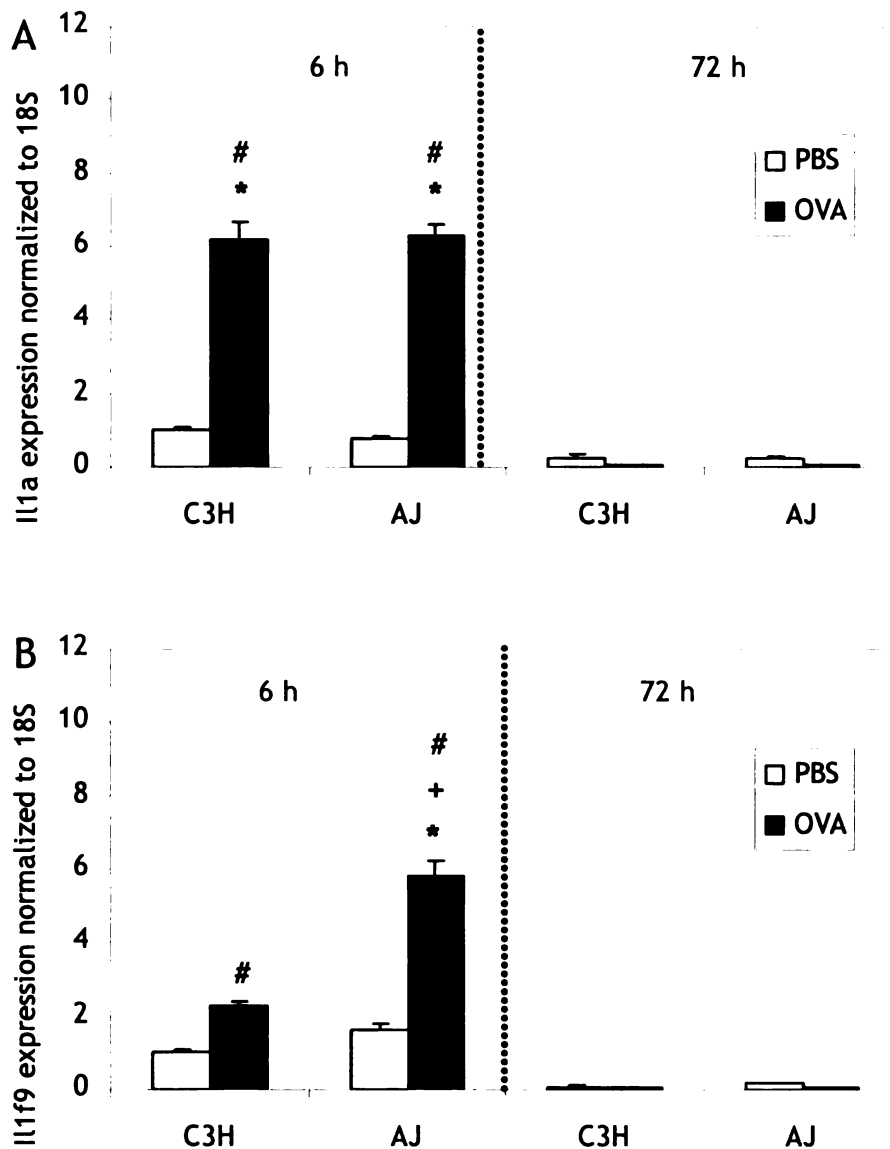 A
Il1a expression normalized to 18S
12
10
8
6
4
2
0
6 h
72 h
#
*
#
*
PBS
OVA
C3H
AJ
C3H
AJ
B
Il1f9 expression normalized to 18S
12
10
8
6
4
2
0
6 h
72 h
#
#
+
*
PBS
OVA
C3H
AJ
C3H
AJ